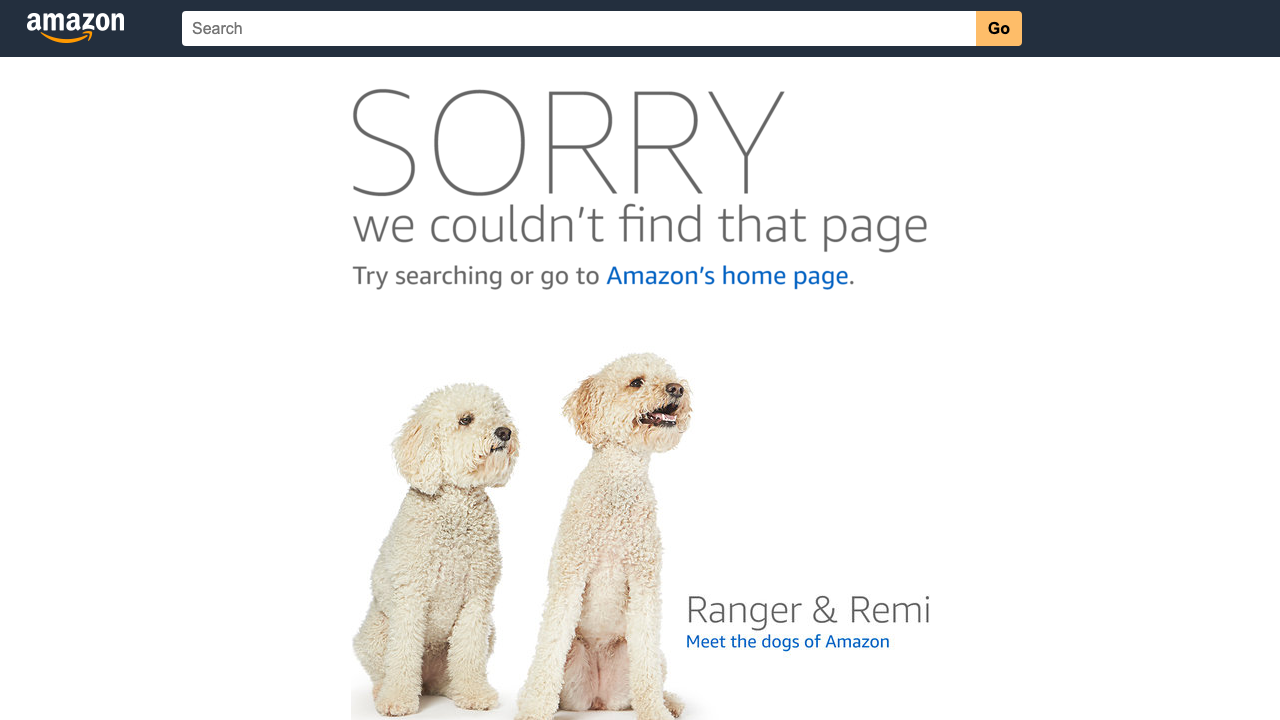 amazon
Search
Go
SORRY
we couldn't find that page
Try searching or go to Amazon's home page.
Ranger & Remi
Meet the dogs of Amazon